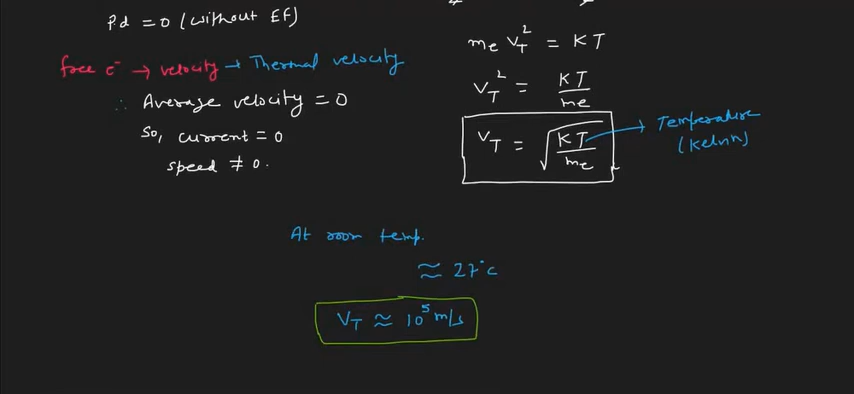 Pd = 0 (without EF)
free e⁻ → velocity → Thermal velocity
∴ Average velocity = 0
So, current = 0
speed ≠ 0.
me VT² = KT
VT² = KT/me
VT = √(KT/me) → Temperature (Kelvin)
At room temp.
≈ 27°c
VT ≈ 10⁵ m/s